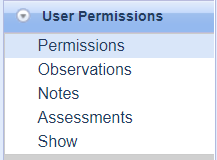 User Permissions
Permissions
Observations
Notes
Assessments
Show